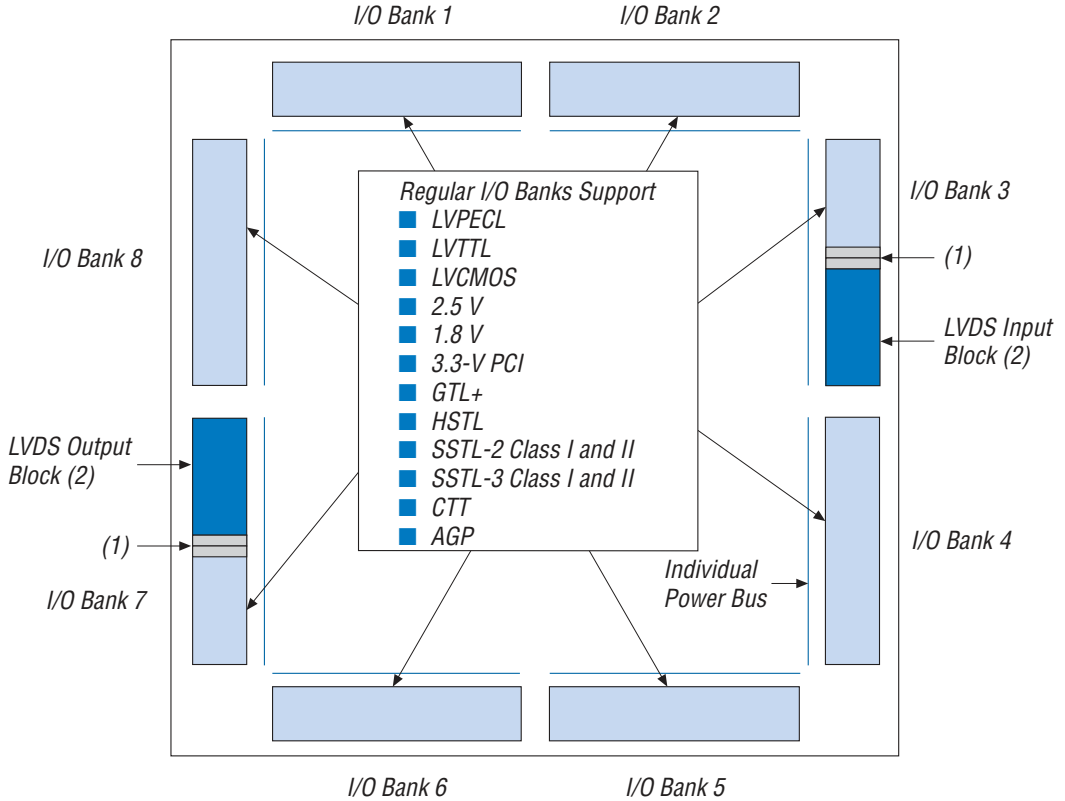 I/O Bank 1
I/O Bank 2
Regular I/O Banks Support
LVPECL
LVTTL
LVCMOS
2.5 V
1.8 V
3.3-V PCI
GTL+
HSTL
SSTL-2 Class I and II
SSTL-3 Class I and II
CTT
AGP
I/O Bank 8
I/O Bank 3
(1)
LVDS Input
Block (2)
LVDS Output
Block (2)
(1)
I/O Bank 7
I/O Bank 4
Individual
Power Bus
I/O Bank 6
I/O Bank 5